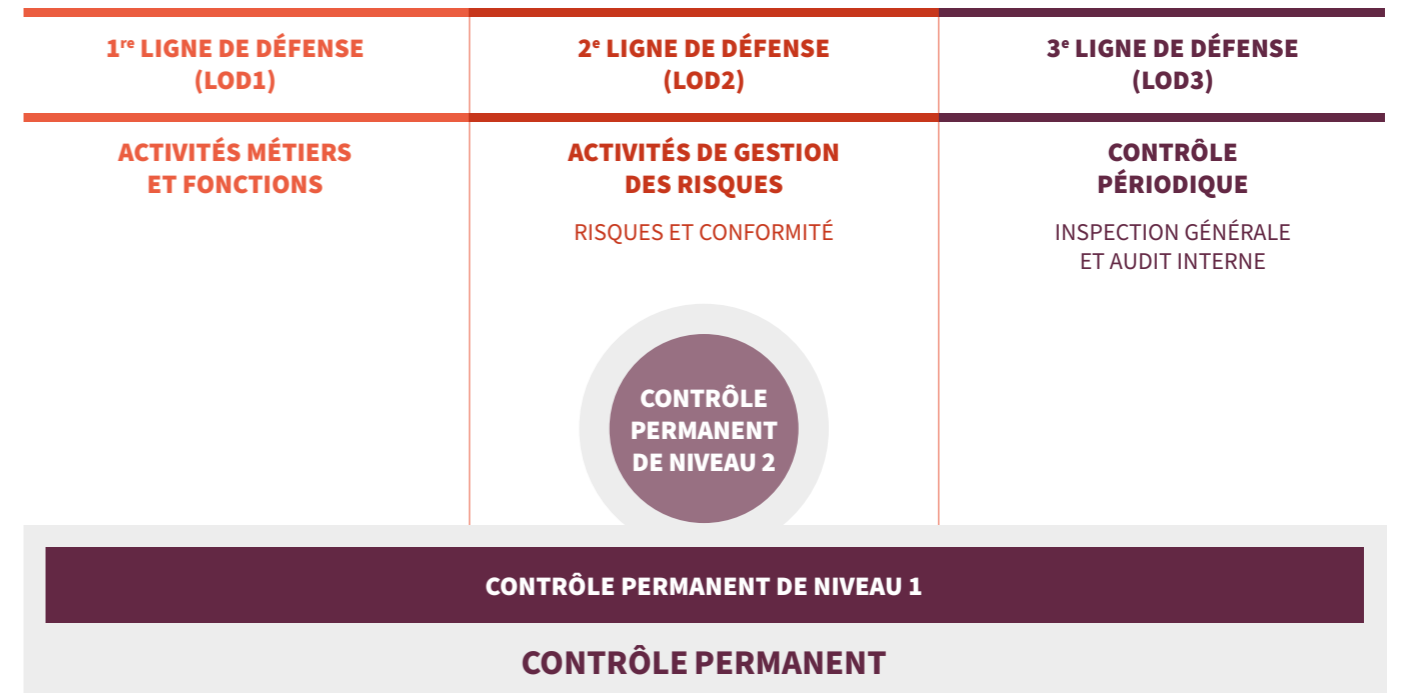 1re LIGNE DE DÉFENSE
(LOD1)
2e LIGNE DE DÉFENSE
(LOD2)
3e LIGNE DE DÉFENSE
(LOD3)
ACTIVITÉS MÉTIERS
ET FONCTIONS
ACTIVITÉS DE GESTION
DES RISQUES
RISQUES ET CONFORMITÉ
CONTRÔLE
PÉRIODIQUE
INSPECTION GÉNÉRALE
ET AUDIT INTERNE
CONTRÔLE
PERMANENT
DE NIVEAU 2
CONTRÔLE PERMANENT DE NIVEAU 1
CONTRÔLE PERMANENT